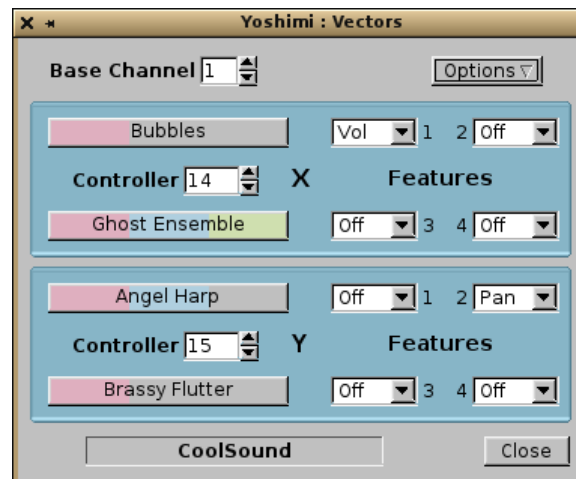 Yoshimi : Vectors
Base Channel 1 Options
Bubbles Vol 1 2 Off
Controller 14 X Features
Ghost Ensemble Off 3 4 Off
Angel Harp Off 1 2 Pan
Controller 15 Y Features
Brassy Flutter Off 3 4 Off
CoolSound Close